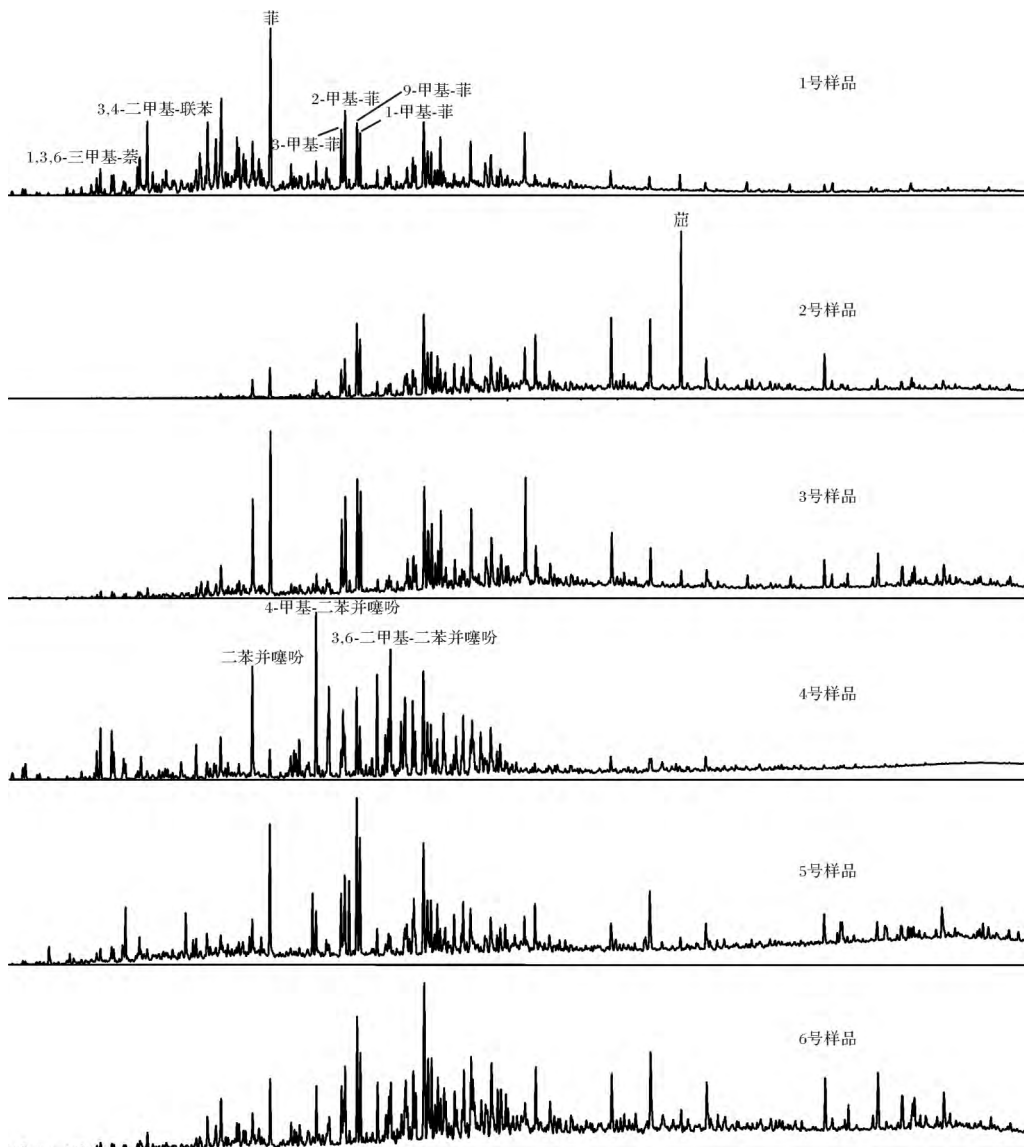 菲
1号样品
9-甲基-菲
2-甲基-菲
3,4-二甲基-联苯
1-甲基-菲
3-甲基-菲
1,3,6-三甲基-萘
䓛
2号样品
3号样品
4-甲基-二苯并噻吩
3,6-二甲基-二苯并噻吩
二苯并噻吩
4号样品
5号样品
6号样品